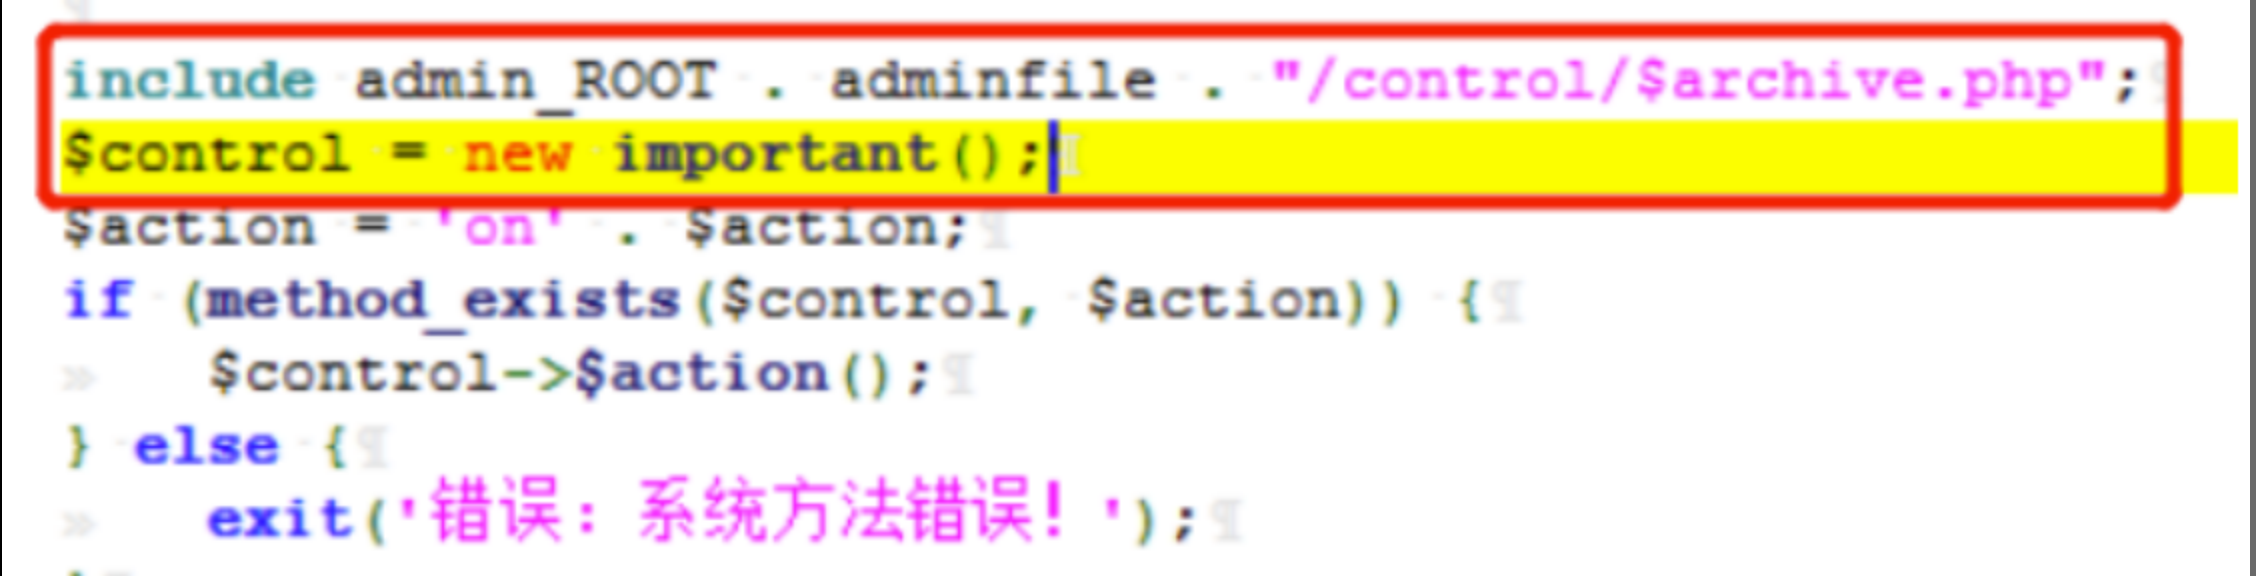 include admin_ROOT . adminfile . "/control/$archive.php";
$control = new important();
$action = 'on' . $action;
if (method_exists($control, $action)) {
$control->$action();
} else {
exit('错误：系统方法错误！');